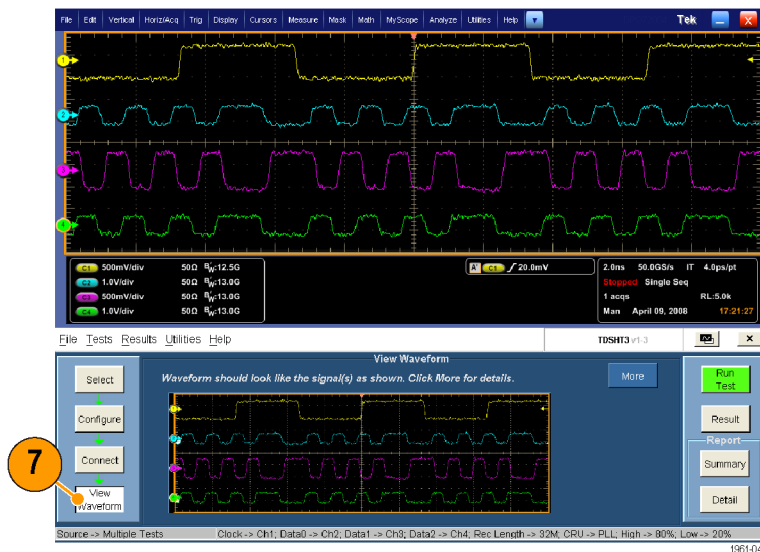 File Edit Vertical Horiz/Acq Trig Display Cursors Measure Mask Math MyScope Analyze Utilities Help Tek X
1
2
3
4
C1 500mV/div 50Ω BW:12.5G
C2 1.0V/div 50Ω BW:13.0G
C3 500mV/div 50Ω BW:13.0G
C4 1.0V/div 50Ω BW:13.0G
A' C1 20.0mV
2.0ns 50.0GS/s IT 4.0ps/pt
Stopped Single Seq
1 acqs RL:5.0k
Man April 09, 2008 17:21:27
File Tests Results Utilities Help TDSHT3 v1-3 x
View Waveform
Waveform should look like the signal(s) as shown. Click More for details.
More
Select
Configure
Connect
View Waveform
7
Run Test
Result
Report
Summary
Detail
Source -> Multiple Tests Clock -> Ch1; Data0 -> Ch2; Data1 -> Ch3; Data2 -> Ch4; Rec Length -> 32M; CRU -> PLL; High -> 80%; Low -> 20%